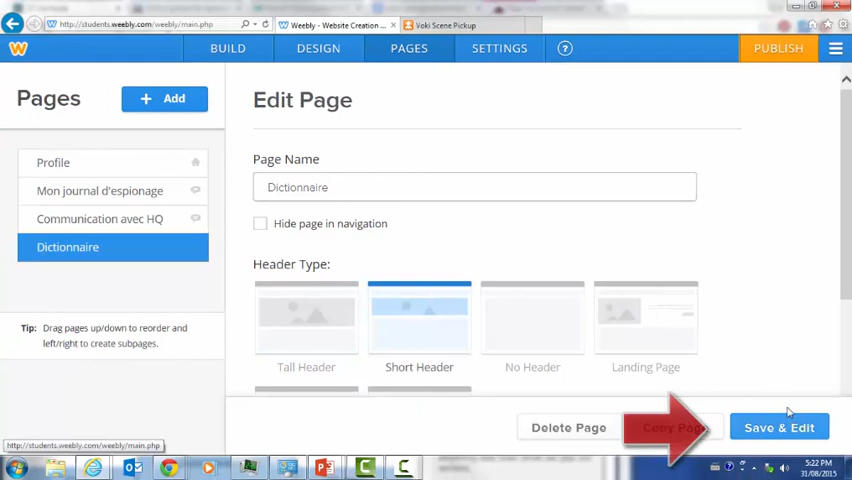 http://students.weebly.com/weebly/main.php
Weebly - Website Creation ...
Voki Scene Pickup
BUILD
DESIGN
PAGES
SETTINGS
?
PUBLISH
Pages
+ Add
Edit Page
Profile
Mon journal d'espionage
Communication avec HQ
Dictionnaire
Page Name
Dictionnaire
Hide page in navigation
Header Type:
Tall Header
Short Header
No Header
Landing Page
Tip: Drag pages up/down to reorder and
left/right to create subpages.
Delete Page
Copy Page
Save & Edit
http://students.weebly.com/weebly/main.php
5:22 PM
31/08/2015